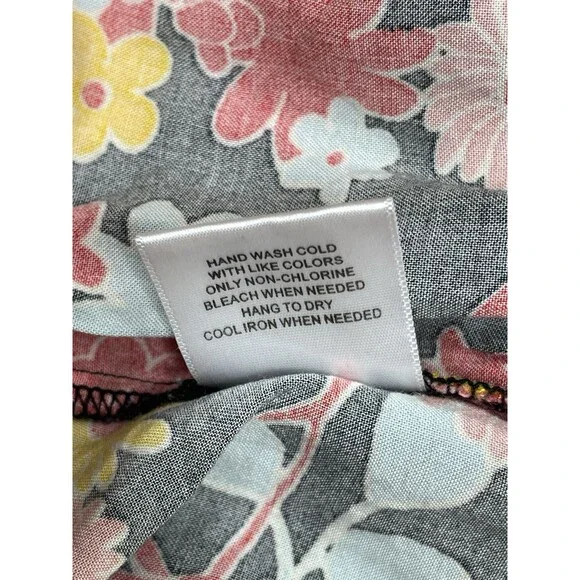 HAND WASH COLD
WITH LIKE COLORS
ONLY NON-CHLORINE
BLEACH WHEN NEEDED
HANG TO DRY
COOL IRON WHEN NEEDED